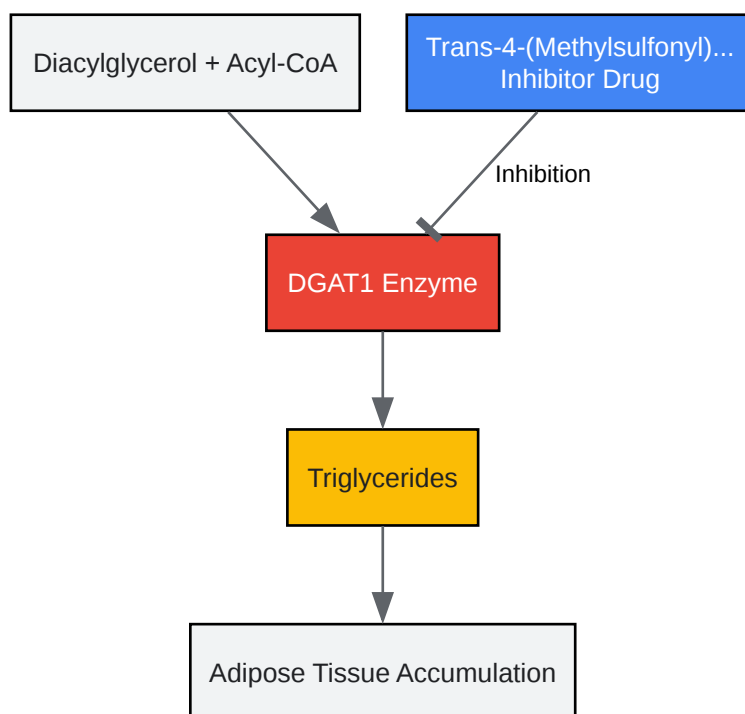 Diacylglycerol + Acyl-CoA
Trans-4-(Methylsulfonyl)...
Inhibitor Drug
Inhibition
DGAT1 Enzyme
Triglycerides
Adipose Tissue Accumulation